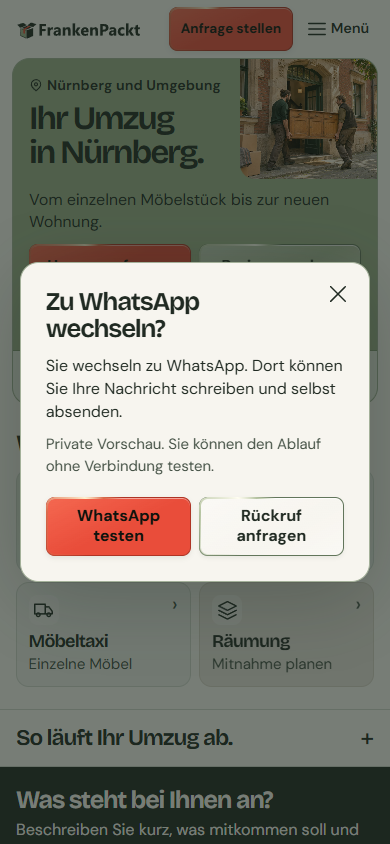 FrankenPackt
Anfrage stellen
Menü
Nürnberg und Umgebung
Ihr Umzug
in Nürnberg.
Vom einzelnen Möbelstück bis zur neuen
Wohnung.
Zu WhatsApp
wechseln?
Sie wechseln zu WhatsApp. Dort können
Sie Ihre Nachricht schreiben und selbst
absenden.
Private Vorschau. Sie können den Ablauf
ohne Verbindung testen.
WhatsApp
testen
Rückruf
anfragen
Möbeltaxi
Einzelne Möbel
Räumung
Mitnahme planen
So läuft Ihr Umzug ab.
Was steht bei Ihnen an?
Beschreiben Sie kurz, was mitkommen soll und